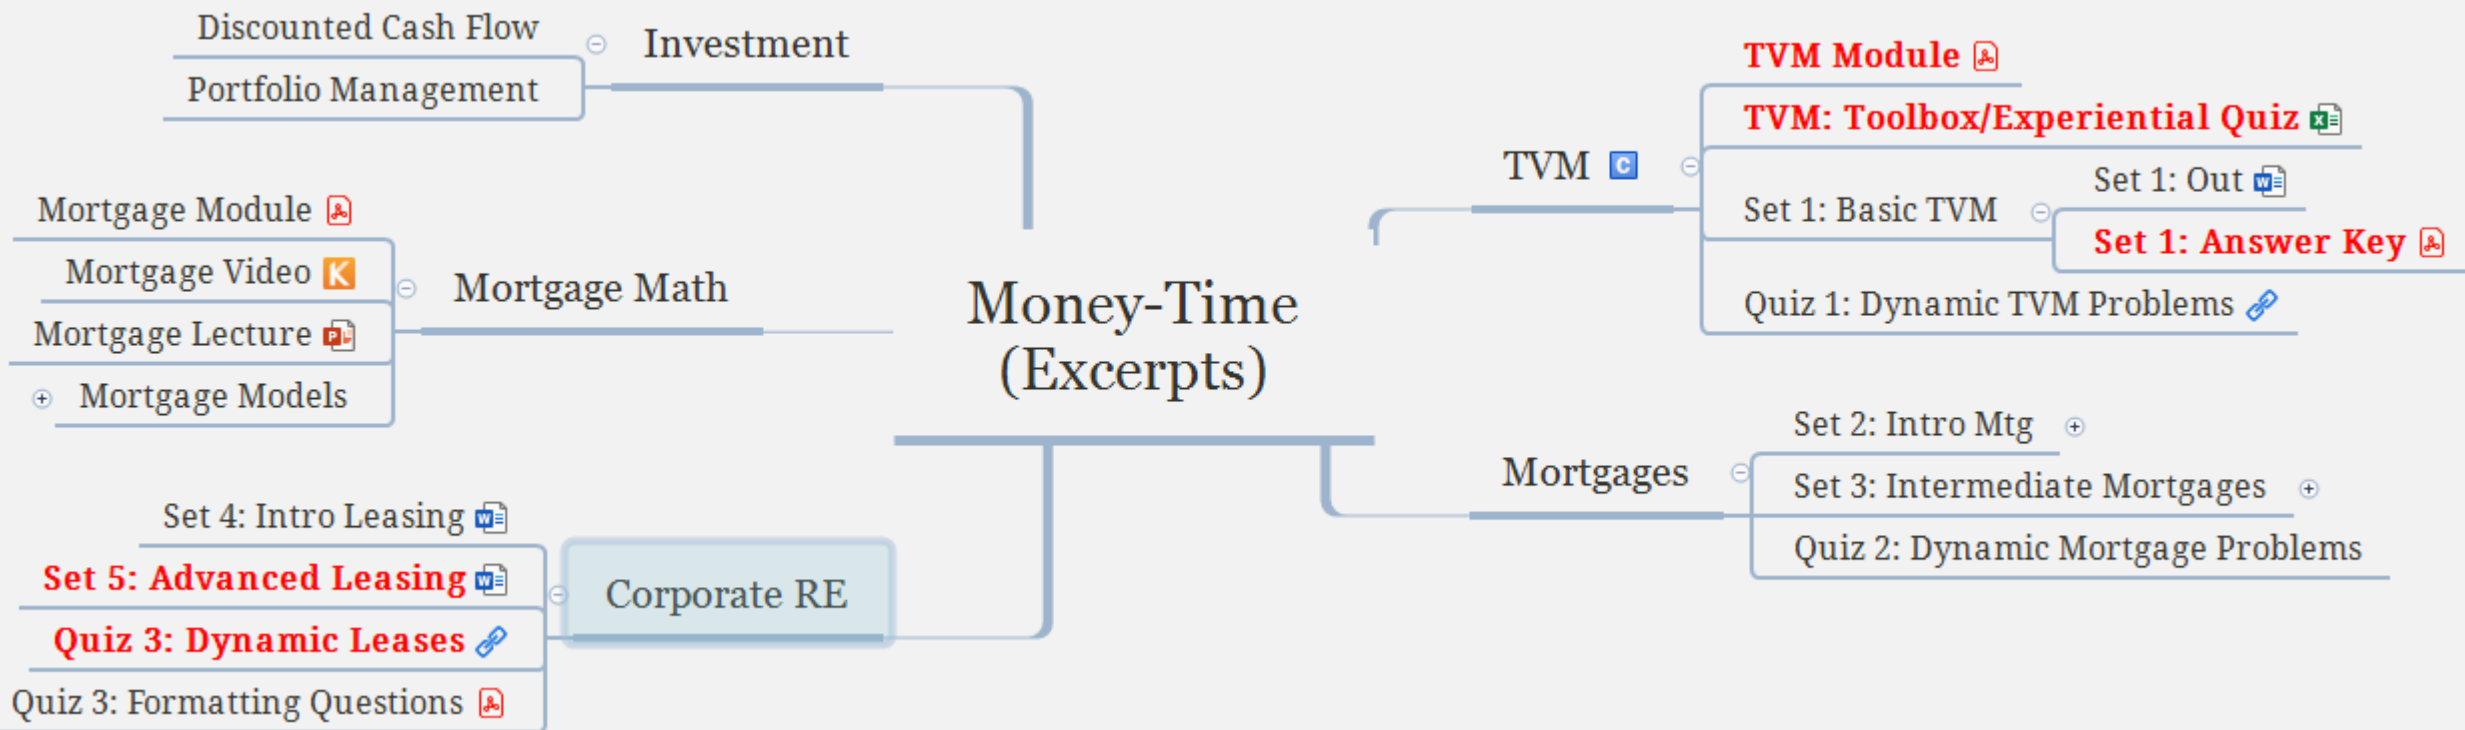 Discounted Cash Flow
Portfolio Management
Investment
Mortgage Module
Mortgage Video
Mortgage Lecture
Mortgage Models
Mortgage Math
Set 4: Intro Leasing
Set 5: Advanced Leasing
Quiz 3: Dynamic Leases
Quiz 3: Formatting Questions
Corporate RE
Money-Time
(Excerpts)
TVM
TVM Module
TVM: Toolbox/Experiential Quiz
Set 1: Basic TVM
Set 1: Out
Set 1: Answer Key
Quiz 1: Dynamic TVM Problems
Mortgages
Set 2: Intro Mtg
Set 3: Intermediate Mortgages
Quiz 2: Dynamic Mortgage Problems